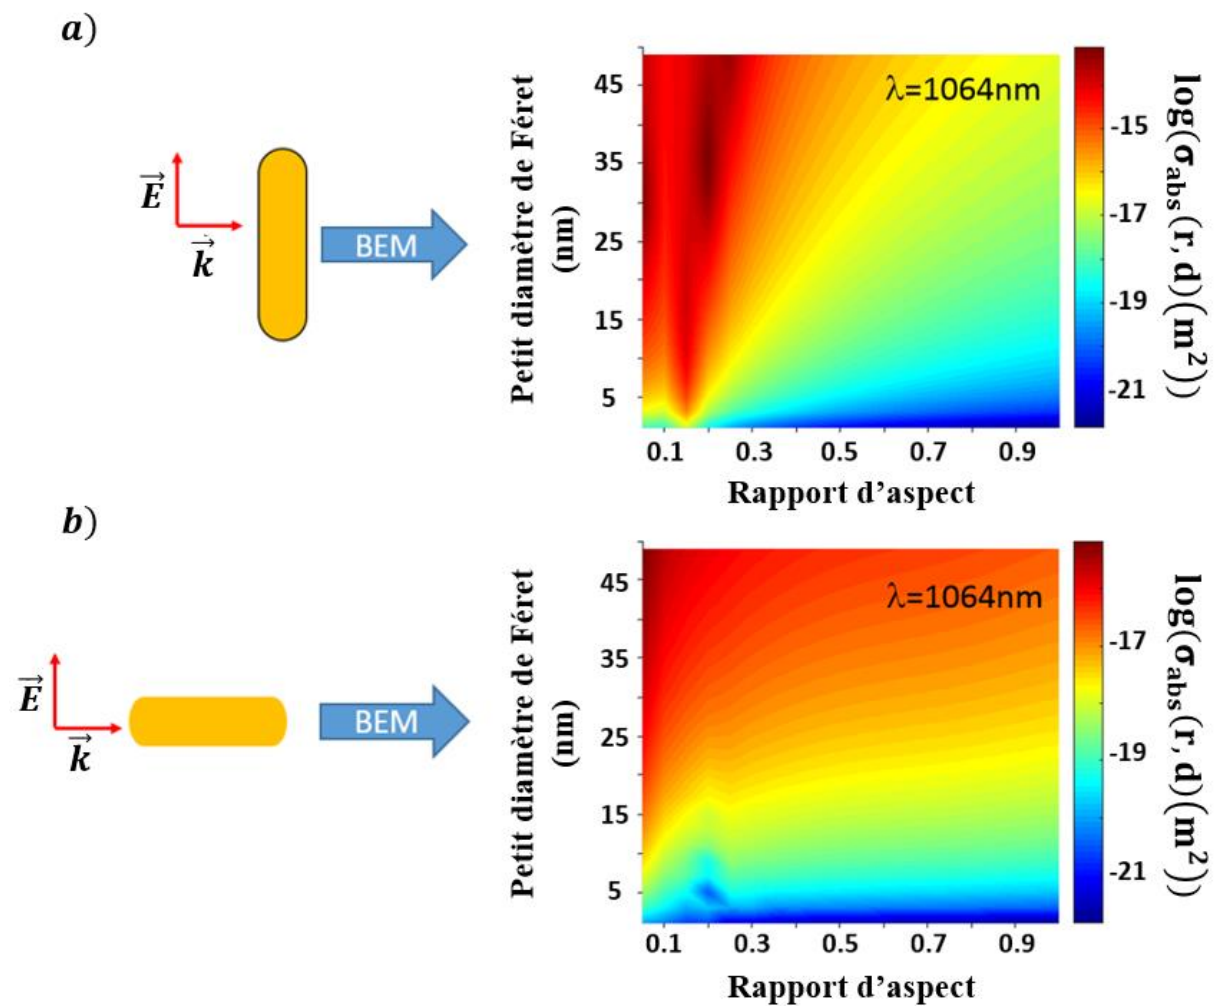 a)
E
k
BEM
Petit diamètre de Féret
(nm)
45
35
25
15
5
λ=1064nm
0.1 0.3 0.5 0.7 0.9
Rapport d'aspect
-15
-17
-19
-21
log(σabs(r, d)(m²))
b)
E
k
BEM
Petit diamètre de Féret
(nm)
45
35
25
15
5
λ=1064nm
0.1 0.3 0.5 0.7 0.9
Rapport d'aspect
-17
-19
-21
log(σabs(r, d)(m²))